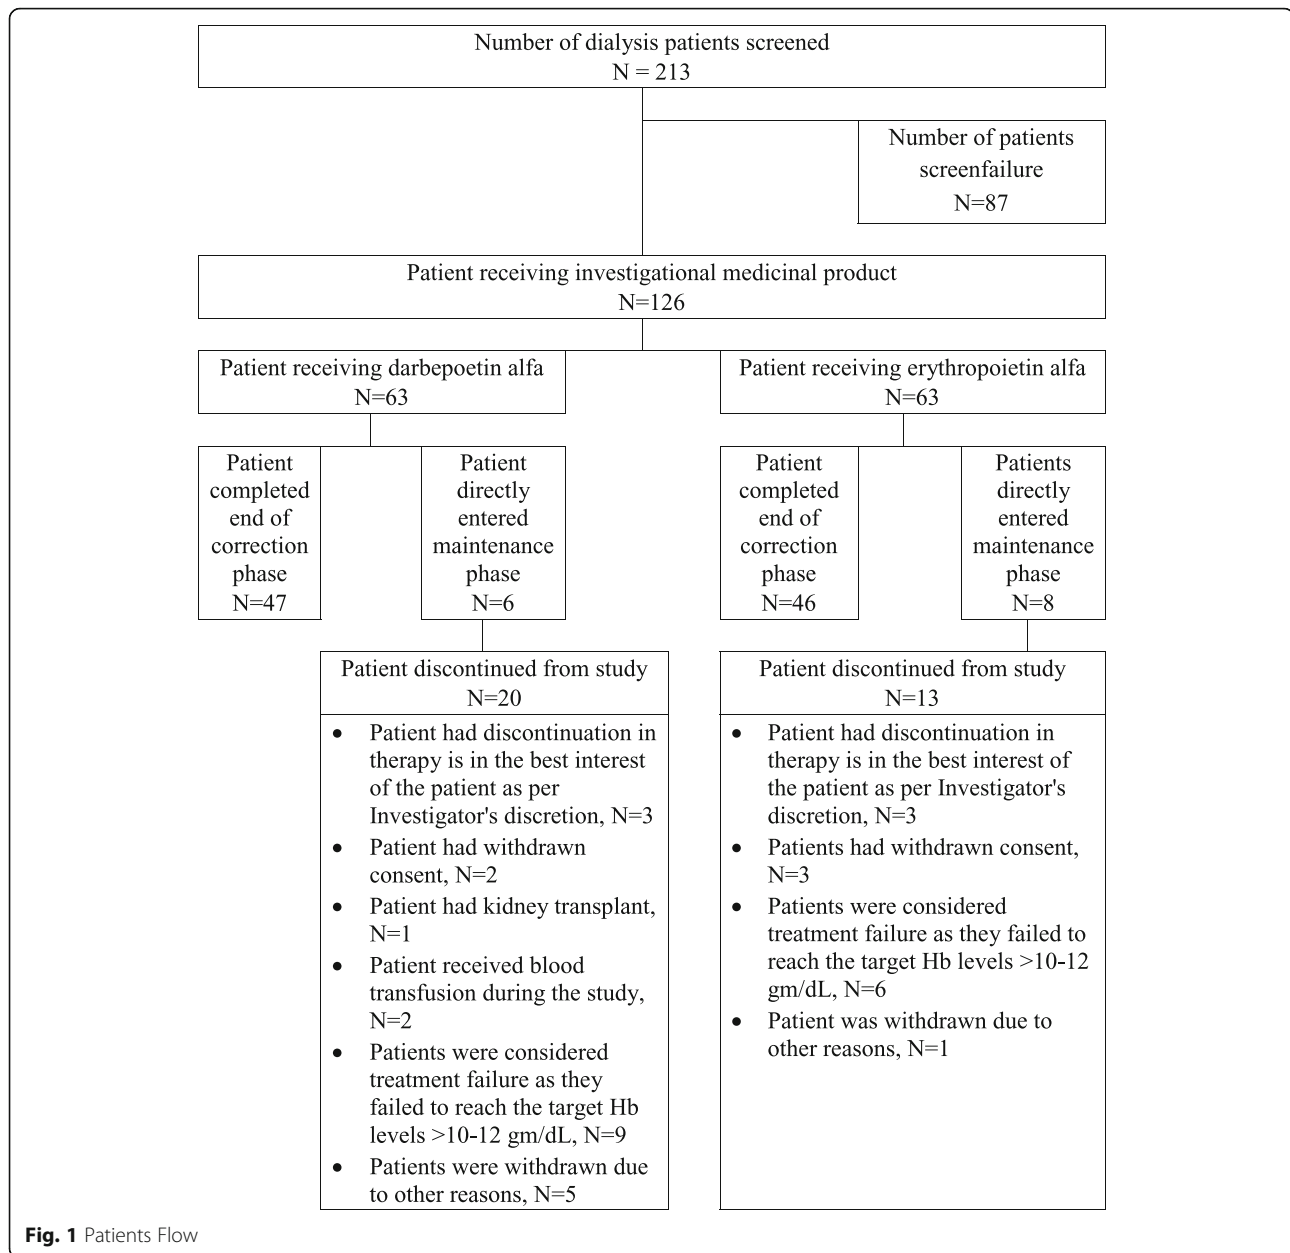 Number of dialysis patients screened
N = 213
Number of patients
screenfailure
N=87
Patient receiving investigational medicinal product
N=126
Patient receiving darbepoetin alfa
N=63
Patient receiving erythropoietin alfa
N=63
Patient
completed
end of
correction
phase
N=47
Patient
directly
entered
maintenance
phase
N=6
Patient
completed
end of
correction
phase
N=46
Patients
directly
entered
maintenance
phase
N=8
Patient discontinued from study
N=20
• Patient had discontinuation in
therapy is in the best interest
of the patient as per
Investigator's discretion, N=3
• Patient had withdrawn
consent, N=2
• Patient had kidney transplant,
N=1
• Patient received blood
transfusion during the study,
N=2
• Patients were considered
treatment failure as they
failed to reach the target Hb
levels >10-12 gm/dL, N=9
• Patients were withdrawn due
to other reasons, N=5
Patient discontinued from study
N=13
• Patient had discontinuation in
therapy is in the best interest of
the patient as per Investigator's
discretion, N=3
• Patients had withdrawn consent,
N=3
• Patients were considered
treatment failure as they failed to
reach the target Hb levels >10-12
gm/dL, N=6
• Patient was withdrawn due to
other reasons, N=1
Fig. 1 Patients Flow